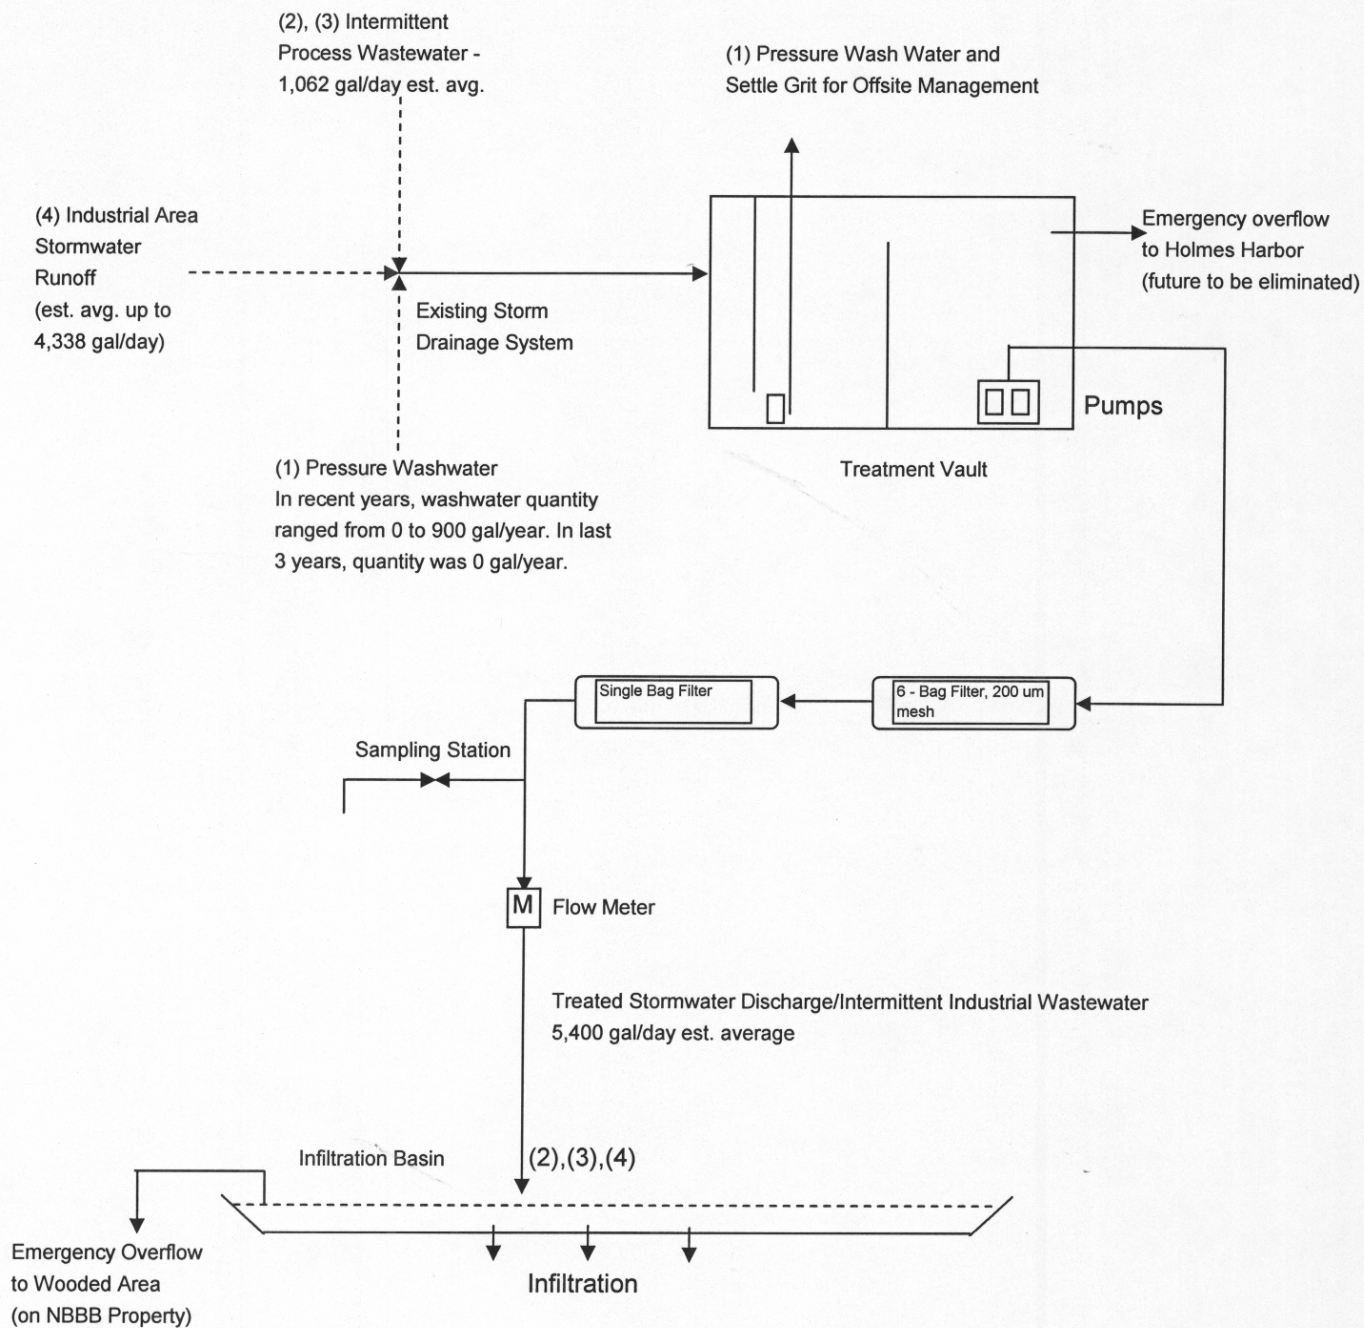 (2), (3) Intermittent
Process Wastewater -
1,062 gal/day est. avg.
(1) Pressure Wash Water and
Settle Grit for Offsite Management
(4) Industrial Area
Stormwater
Runoff
(est. avg. up to
4,338 gal/day)
Existing Storm
Drainage System
Emergency overflow
to Holmes Harbor
(future to be eliminated)
Pumps
Treatment Vault
(1) Pressure Washwater
In recent years, washwater quantity
ranged from 0 to 900 gal/year. In last
3 years, quantity was 0 gal/year.
Single Bag Filter
6 - Bag Filter, 200 um
mesh
Sampling Station
M
Flow Meter
Treated Stormwater Discharge/Intermittent Industrial Wastewater
5,400 gal/day est. average
Infiltration Basin
(2),(3),(4)
Emergency Overflow
to Wooded Area
(on NBBB Property)
Infiltration